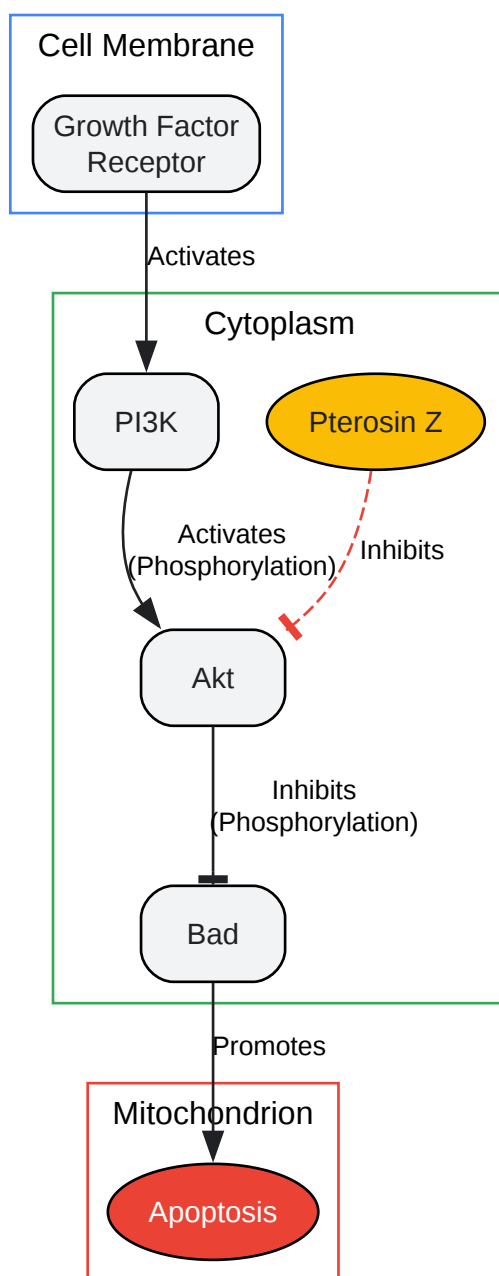 Cell Membrane
Growth Factor
Receptor
Activates
Cytoplasm
PI3K
Pterosin Z
Activates
(Phosphorylation)
Inhibits
Akt
Inhibits
(Phosphorylation)
Bad
Promotes
Mitochondrion
Apoptosis